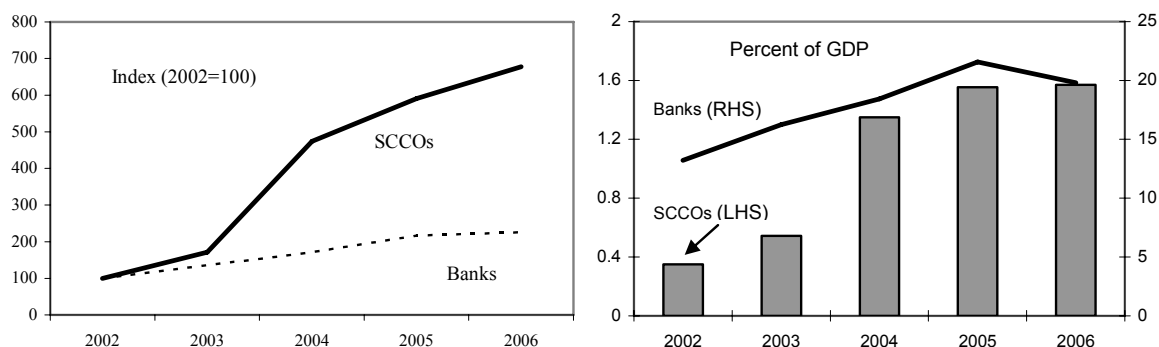 800
700
600
500
400
300
200
100
0
Index (2002=100)
SCCOs
Banks
2002 2003 2004 2005 2006
2
1.6
1.2
0.8
0.4
0
Percent of GDP
Banks (RHS)
SCCOs (LHS)
25
20
15
10
5
0
2002 2003 2004 2005 2006